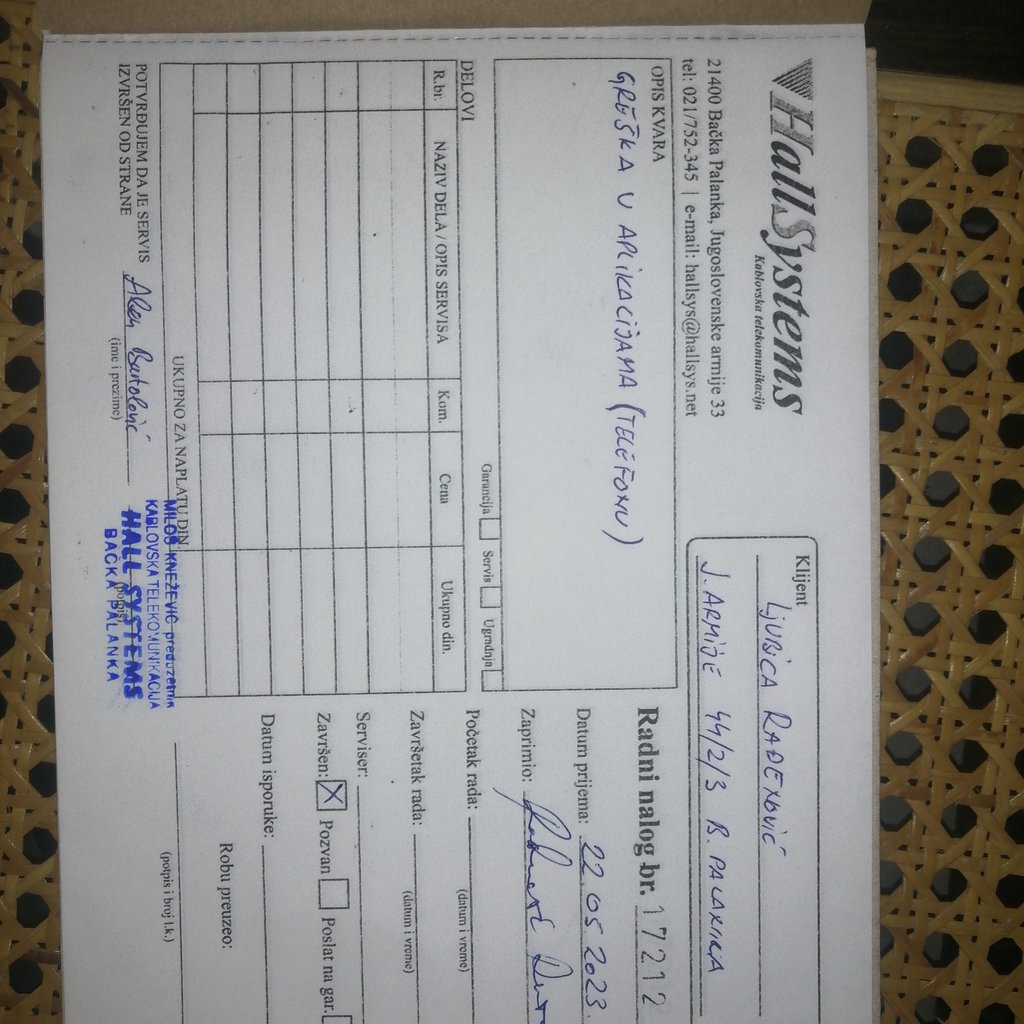 HallSystems
Kablovska telekomunikacija
21400 Bačka Palanka, Jugoslovenske armije 33
tel: 021/752-345 | e-mail: hallsys@hallsys.net
Klijent
LJUBICA RAĐENOVIĆ
J. ARMIJE 44/2/3 B. PALANKA
OPIS KVARA
GREŠKA U APLIKACIJAMA (TELEFONU)
Garancija Servis Ugradnja
Radni nalog br. 17212
Datum prijema: 22.05.2023.
Zaprimio:
Početak rada:
(datum i vreme)
Završetak rada:
(datum i vreme)
Serviser:
Završen: X Pozvan Poslat na gar.
Datum isporuke:
Robu preuzeo:
(potpis i broj l.k.)
DELOVI
R.br. NAZIV DELA / OPIS SERVISA Kom. Cena Ukupno din.
UKUPNO ZA NAPLATU DIN
POTVRĐUJEM DA JE SERVIS
IZVRŠEN OD STRANE
(ime i prezime)
(potpis)
MILOŠ KNEŽEVIĆ preduzetnik
KABLOVSKA TELEKOMUNIKACIJA
HALL SYSTEMS
BAČKA PALANKA